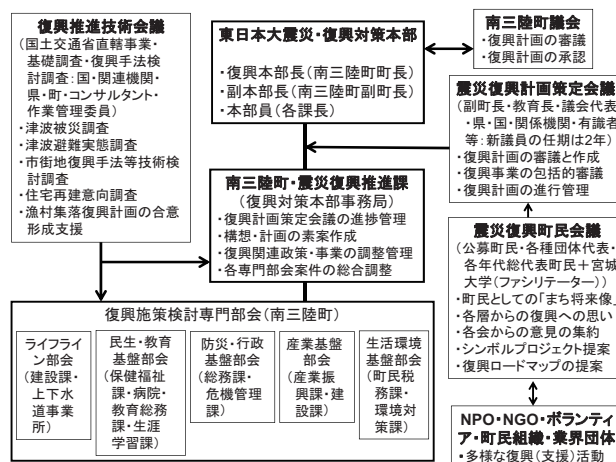 復興推進技術会議
(国土交通省直轄事業・
基礎調査・復興手法検
討調査:国・関連機関・
県・町・コンサルタント・
作業管理委員)
・津波被災調査
・津波避難実態調査
・市街地復興手法等技術検
討調査
・住宅再建意向調査
・漁村集落復興計画の合意
形成支援
東日本大震災・復興対策本部
・復興本部長(南三陸町町長)
・副本部長(南三陸町副町長)
・本部員(各課長)
南三陸町議会
・復興計画の審議
・復興計画の承認
震災復興計画策定会議
(副町長・教育長・議会代表
・県・国・関係機関・有識者
等:新議員の任期は2年)
・復興計画の審議と作成
・復興事業の包括的審議
・復興計画の進行管理
南三陸町・震災復興推進課
(復興対策本部事務局)
・復興計画策定会議の進捗管理
・構想・計画の素案作成
・復興関連政策・事業の調整管理
・各専門部会案件の総合調整
震災復興町民会議
(公募町民・各種団体代表・
各年代総代表町民+宮城
大学(ファシリテーター))
・町民としての「まち将来像」
・各層からの復興への思い
・各会からの意見の集約
・シンボルプロジェクト提案
・復興ロードマップの提案
復興施策検討専門部会(南三陸町)
ライフライ
ン部会
(建設課・
上下水
道事業
所)
民生・教育
基盤部会
(保健福祉
課・病院・
教育総務
課・生涯
学習課)
防災・行政
基盤部会
(総務課・
危機管理
課)
産業基盤
部会
(産業振
興課・建
設課)
生活環境
基盤部会
(町民税
務課・
環境対
策課)
NPO・NGO・ボランティ
ア・町民組織・業界団体
・多様な復興(支援)活動